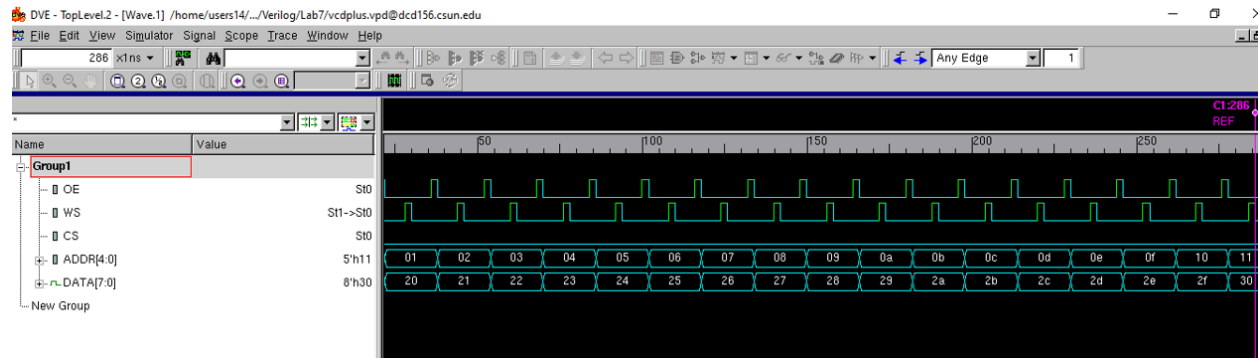 DVE - TopLevel.2 - [Wave.1] /home/users14/.../Verilog/Lab7/vcdplus.vpd@dcd156.csun.edu
File Edit View Simulator Signal Scope Trace Window Help
286 x1ns Any Edge 1
C1:286
REF
*
Name Value
50 100 150 200 250
Group1
OE St0
WS St1->St0
CS St0
ADDR[4:0] 5'h11 01 02 03 04 05 06 07 08 09 0a 0b 0c 0d 0e 0f 10 11
DATA[7:0] 8'h30 20 21 22 23 24 25 26 27 28 29 2a 2b 2c 2d 2e 2f 30
New Group